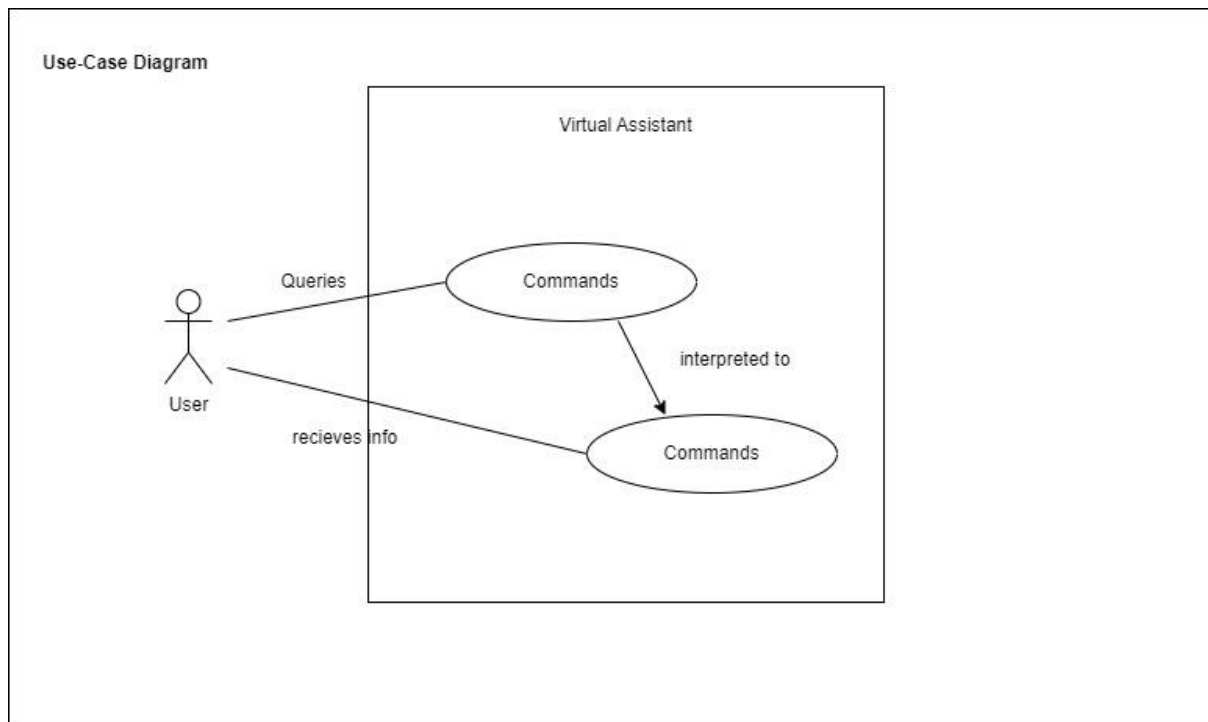 Use-Case Diagram
Virtual Assistant
Queries
Commands
interpreted to
User
recieves info
Commands